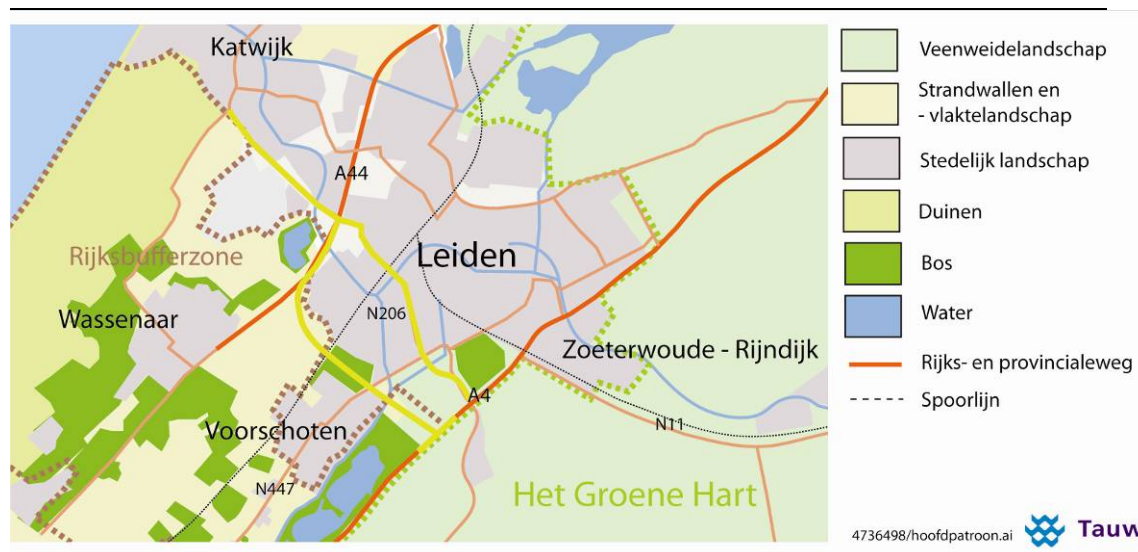 Katwijk
A44
Rijksbufferzone
Leiden
Wassenaar
N206
Zoeterwoude - Rijndijk
A4
Voorschoten
N11
N447
Het Groene Hart
Veenweidelandschap
Strandwallen en
- vlaktelandschap
Stedelijk landschap
Duinen
Bos
Water
Rijks- en provincialeweg
Spoorlijn
4736498/hoofdpatroon.ai
Tauw